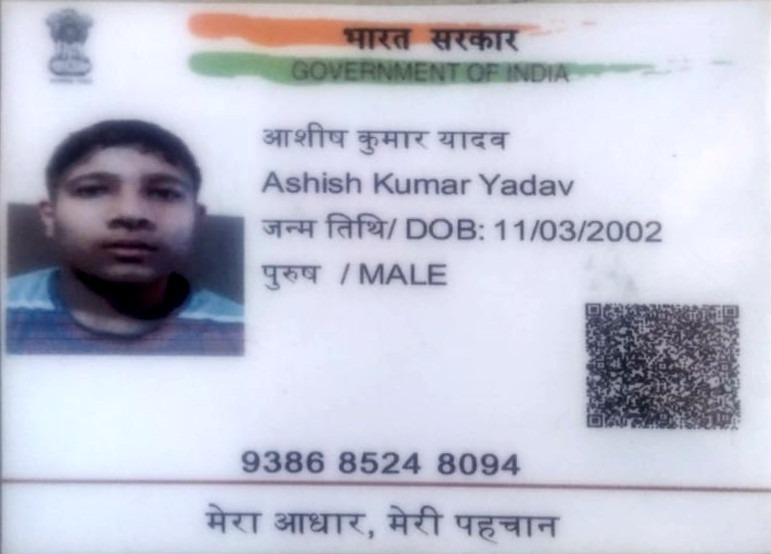 भारत सरकार
GOVERNMENT OF INDIA
आशीष कुमार यादव
Ashish Kumar Yadav
जन्म तिथि/ DOB: 11/03/2002
पुरुष / MALE
9386 8524 8094
मेरा आधार, मेरी पहचान